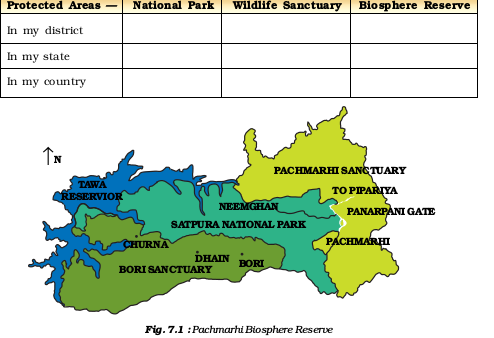 Protected Areas — National Park Wildlife Sanctuary Biosphere Reserve
In my district
In my state
In my country
N
PACHMARHI SANCTUARY
TAWA
RESERVIOR
TO PIPARIYA
NEEMGHAN
PANARPANI GATE
SATPURA NATIONAL PARK
CHURNA
PACHMARHI
DHAIN
BORI
BORI SANCTUARY
Fig. 7.1 : Pachmarhi Biosphere Reserve